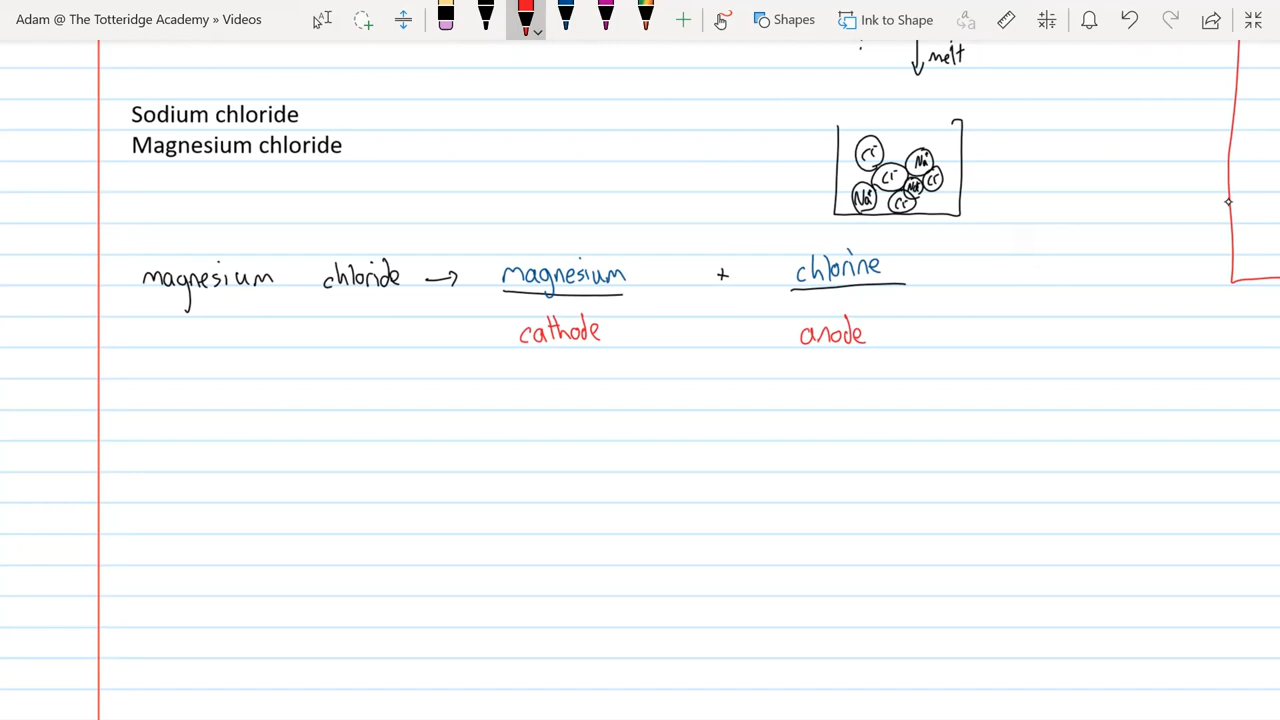 Adam @ The Totteridge Academy » Videos
Shapes
Ink to Shape
melt
Sodium chloride
Magnesium chloride
Cl⁻ Na⁺
Cl⁻ Cl⁻
Na⁺ Na⁺ Cl⁻
magnesium chloride → magnesium + chlorine
cathode anode